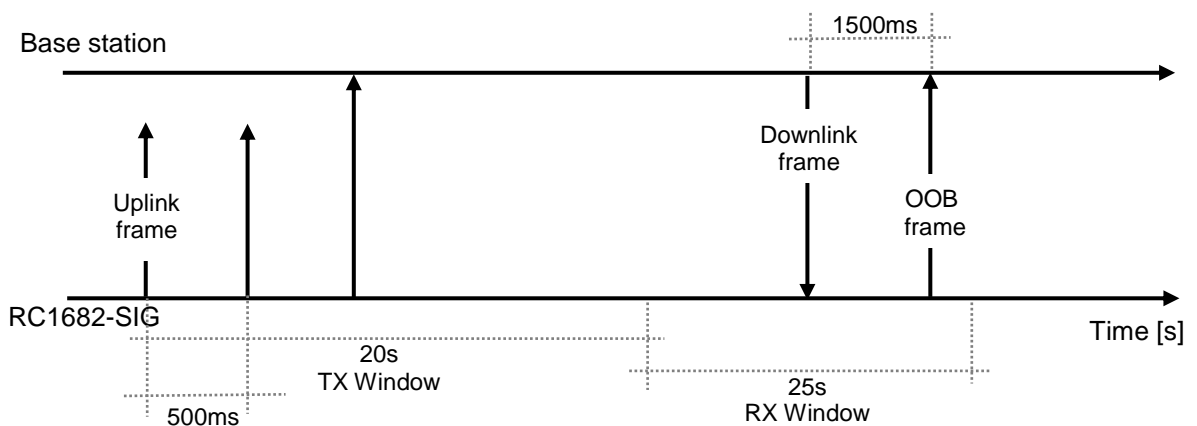 1500ms
Base station
Downlink
frame
Uplink
frame
OOB
frame
RC1682-SIG
Time [s]
20s
TX Window
25s
RX Window
500ms